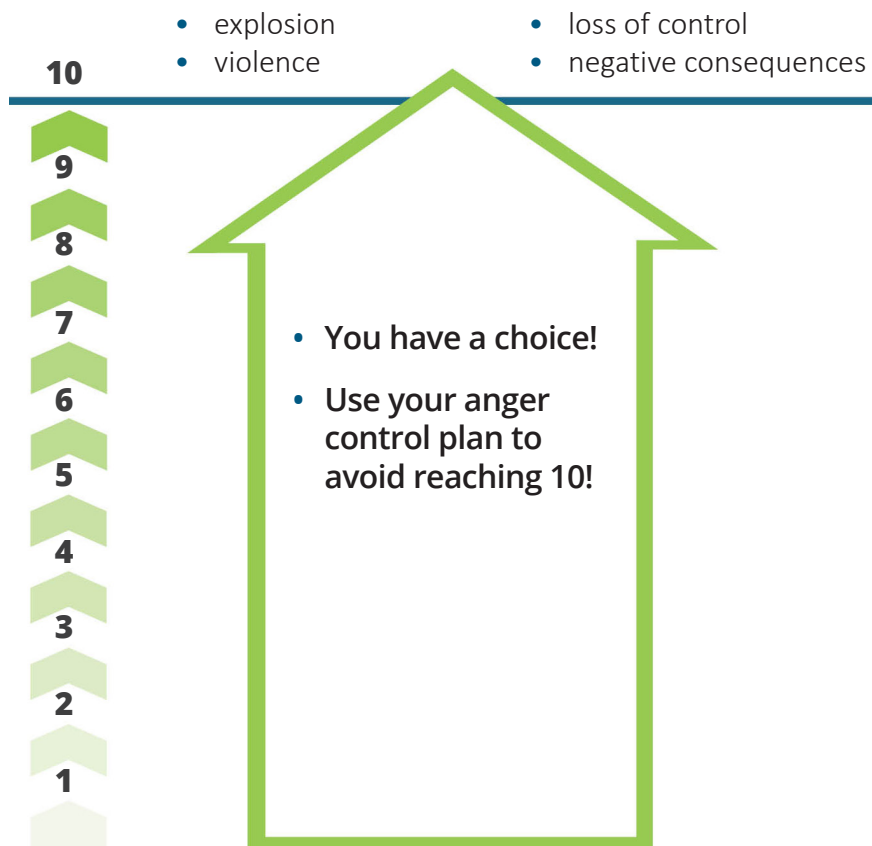 • explosion
• violence
• loss of control
• negative consequences
10
9
8
7
6
5
4
3
2
1
• You have a choice!
• Use your anger
control plan to
avoid reaching 10!